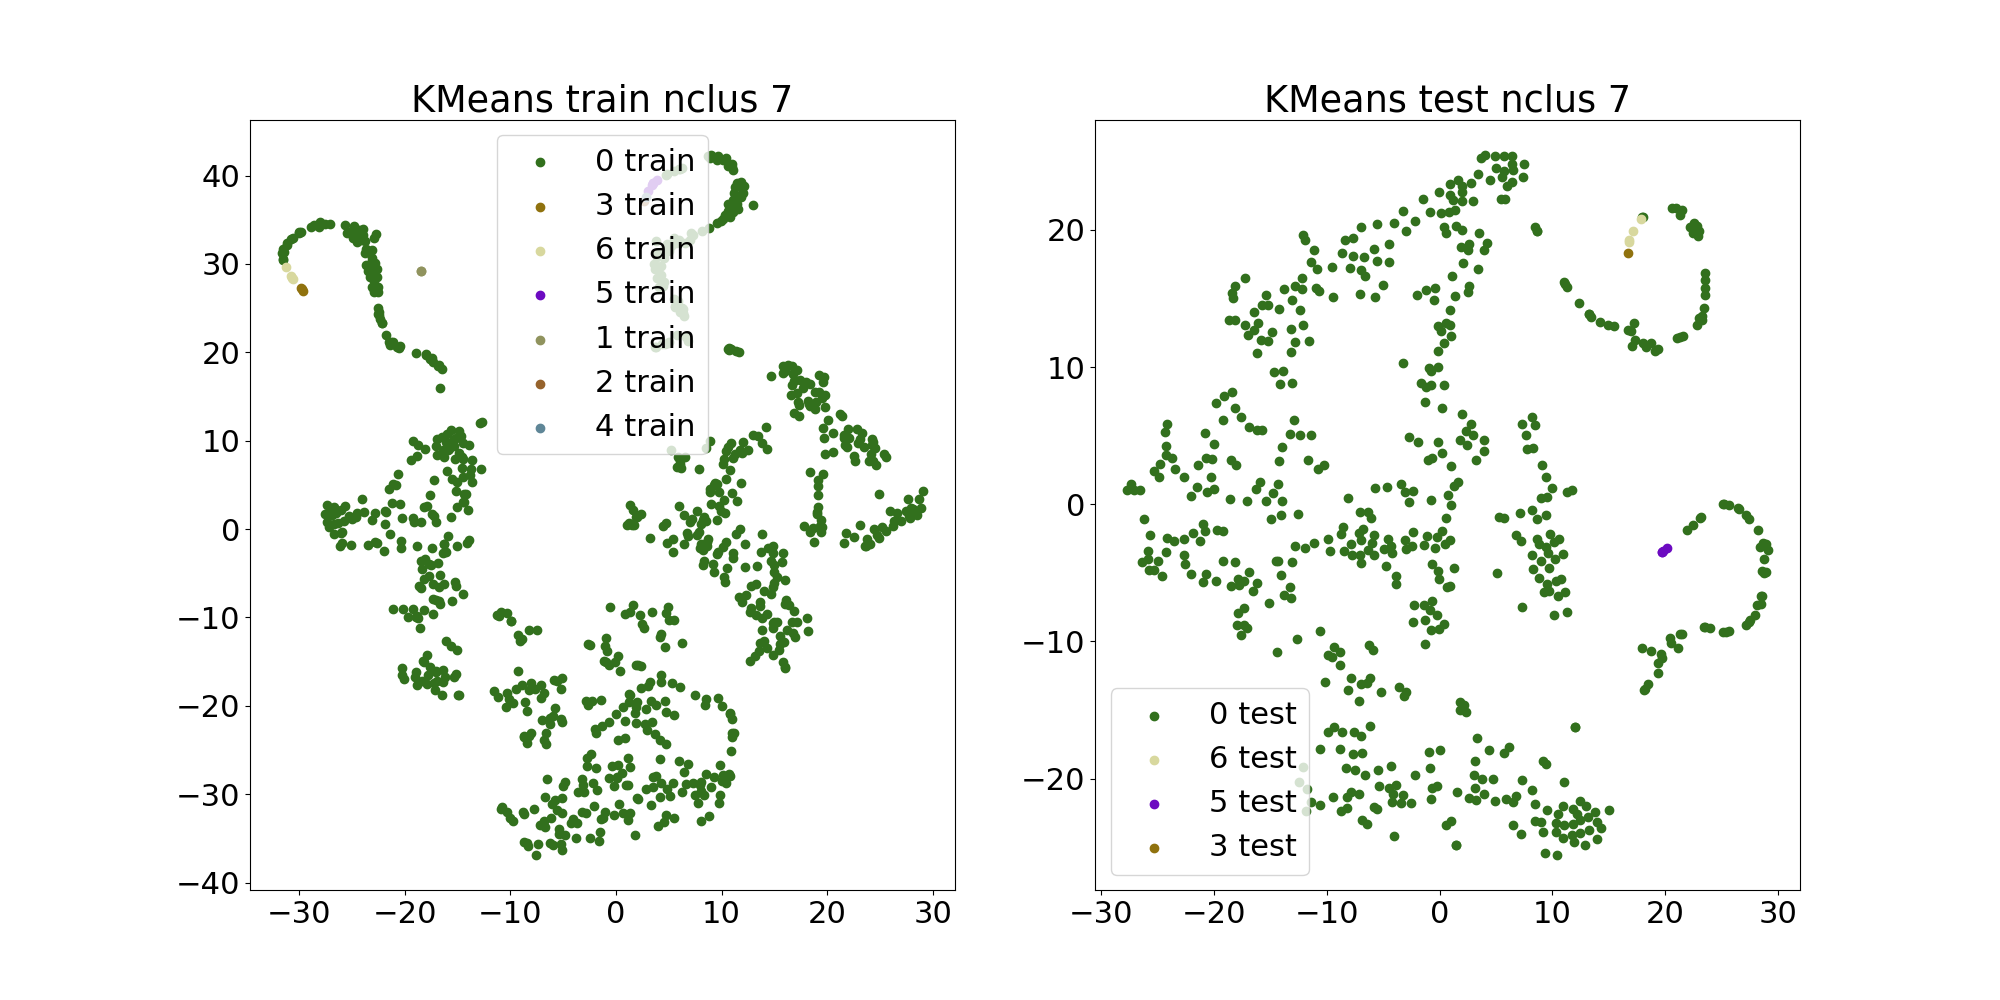 KMeans train nclus 7
40
30
20
10
0
−10
−20
−30
−40
−30 −20 −10 0 10 20 30
0 train
3 train
6 train
5 train
1 train
2 train
4 train
KMeans test nclus 7
20
10
0
−10
−20
−30 −20 −10 0 10 20 30
0 test
6 test
5 test
3 test